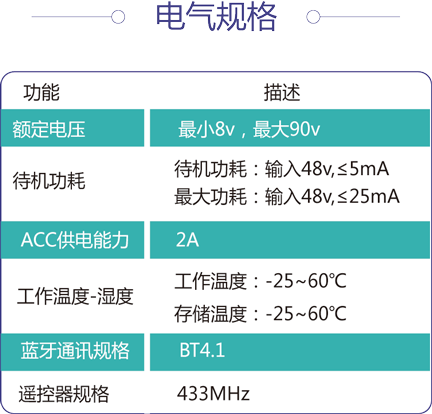 电气规格
功能 描述
额定电压 最小8v，最大90v
待机功耗 待机功耗：输入48v,≤5mA
最大功耗：输入48v,≤25mA
ACC供电能力 2A
工作温度-湿度 工作温度：-25~60℃
存储温度：-25~60℃
蓝牙通讯规格 BT4.1
遥控器规格 433MHz